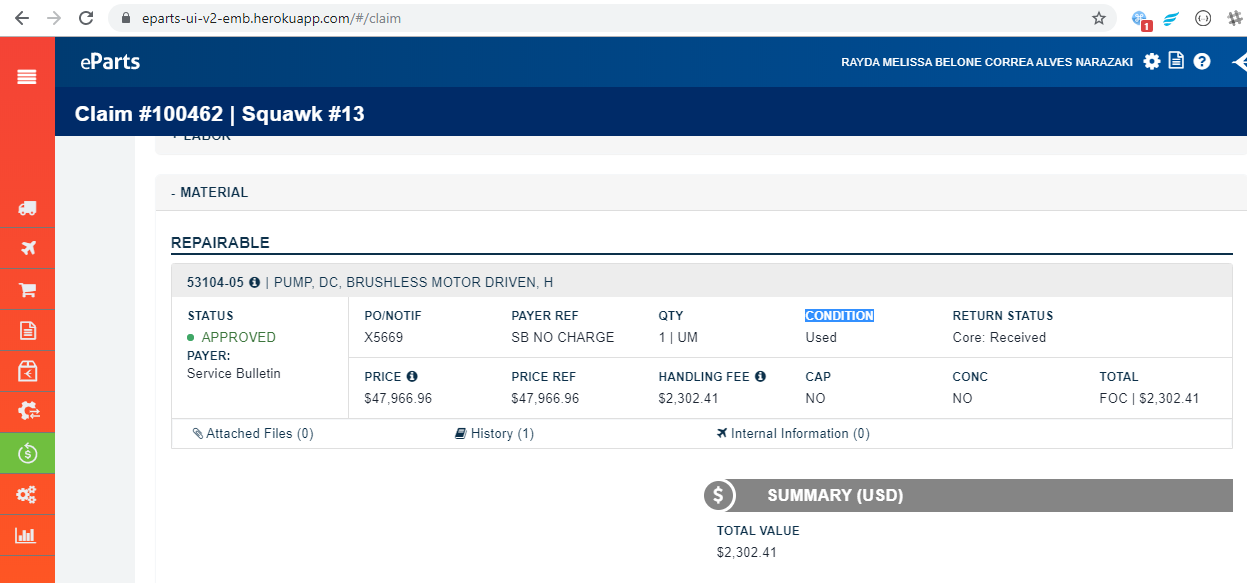 eparts-ui-v2-emb.herokuapp.com/#/claim
1
eParts
RAYDA MELISSA BELONE CORREA ALVES NARAZAKI
Claim #100462 | Squawk #13
LABOR
- MATERIAL
REPAIRABLE
53104-05 | PUMP, DC, BRUSHLESS MOTOR DRIVEN, H
STATUS
APPROVED
PAYER:
Service Bulletin
PO/NOTIF PAYER REF QTY CONDITION RETURN STATUS
X5669 SB NO CHARGE 1 | UM Used Core: Received
PRICE PRICE REF HANDLING FEE CAP CONC TOTAL
$47,966.96 $47,966.96 $2,302.41 NO NO FOC | $2,302.41
Attached Files (0) History (1) Internal Information (0)
$ SUMMARY (USD)
TOTAL VALUE
$2,302.41